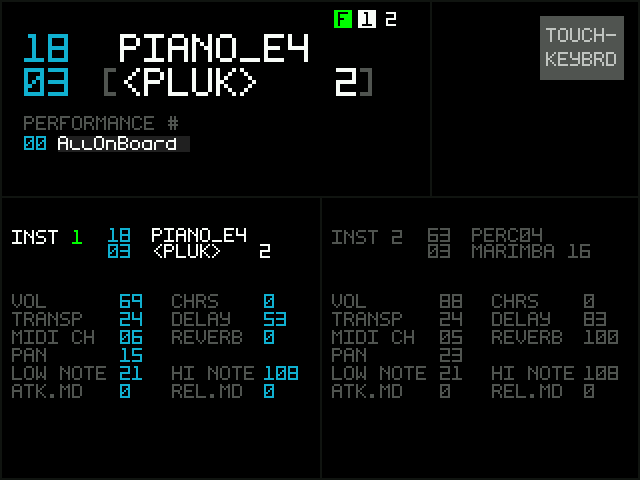 F 1 2
18 PIANO_E4
03 [<PLUK> 2]
TOUCH-
KEYBRD
PERFORMANCE #
00 ALLOnBoard
INST 1 18 PIANO_E4
03 <PLUK> 2
VOL 69 CHRS 0
TRANSP 24 DELAY 53
MIDI CH 06 REVERB 0
PAN 15
LOW NOTE 21 HI NOTE 108
ATK.MD 0 REL.MD 0
INST 2 63 PERC04
03 MARIMBA 16
VOL 88 CHRS 0
TRANSP 24 DELAY 83
MIDI CH 05 REVERB 100
PAN 23
LOW NOTE 21 HI NOTE 108
ATK.MD 0 REL.MD 0